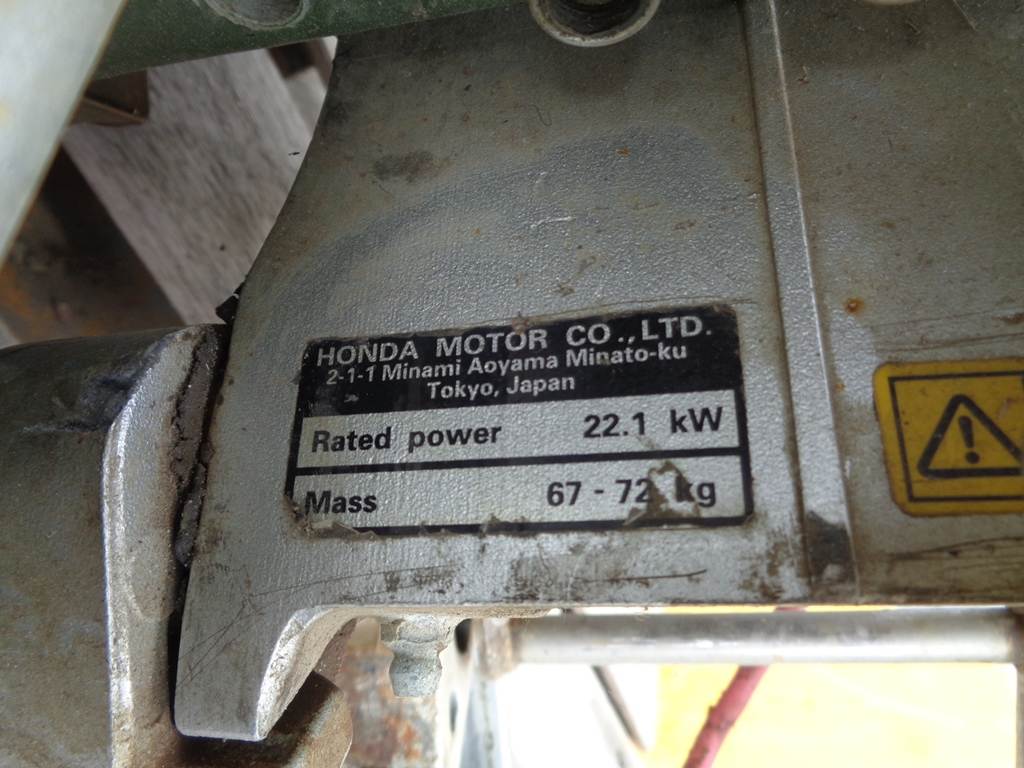 HONDA MOTOR CO., LTD.
2-1-1 Minami Aoyama Minato-ku
Tokyo, Japan
Rated power 22.1 kW
Mass 67 - 72 kg